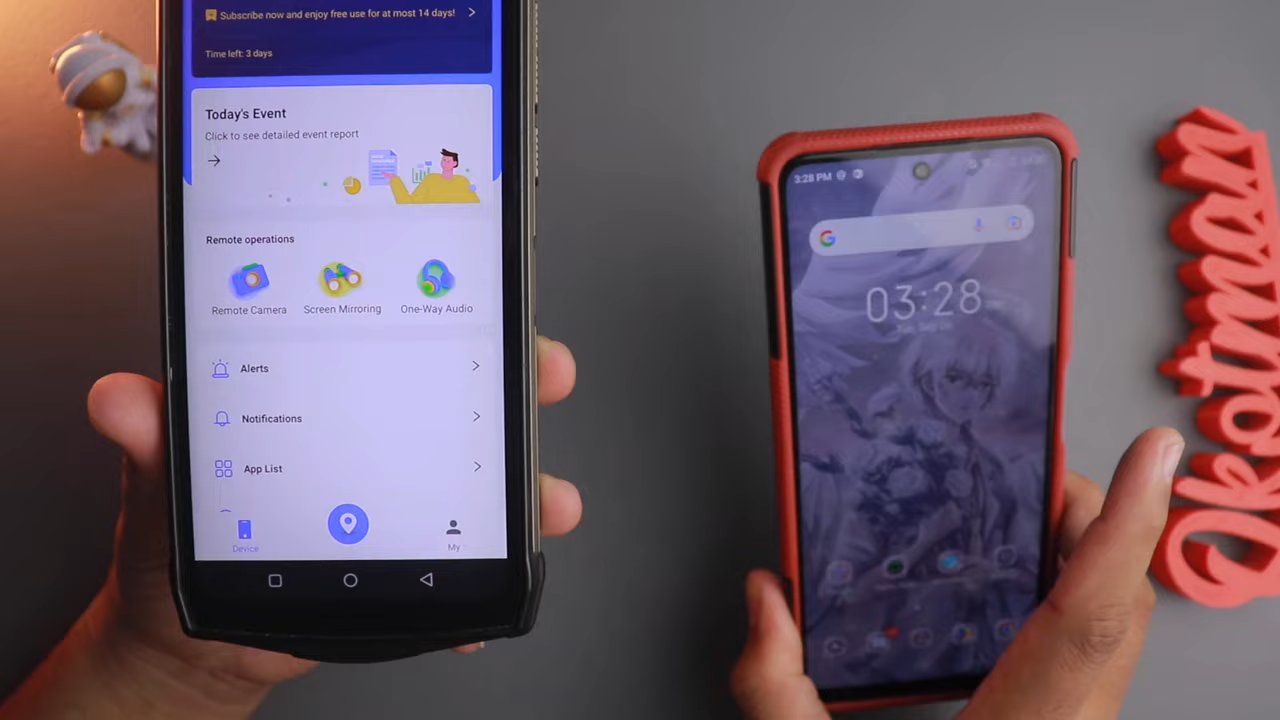 Subscribe now and enjoy free use for at most 14 days!
Time left: 3 days
Today's Event
Click to see detailed event report
Remote operations
Remote Camera
Screen Mirroring
One-Way Audio
Alerts
Notifications
App List
Device
My
3:28 PM
03:28